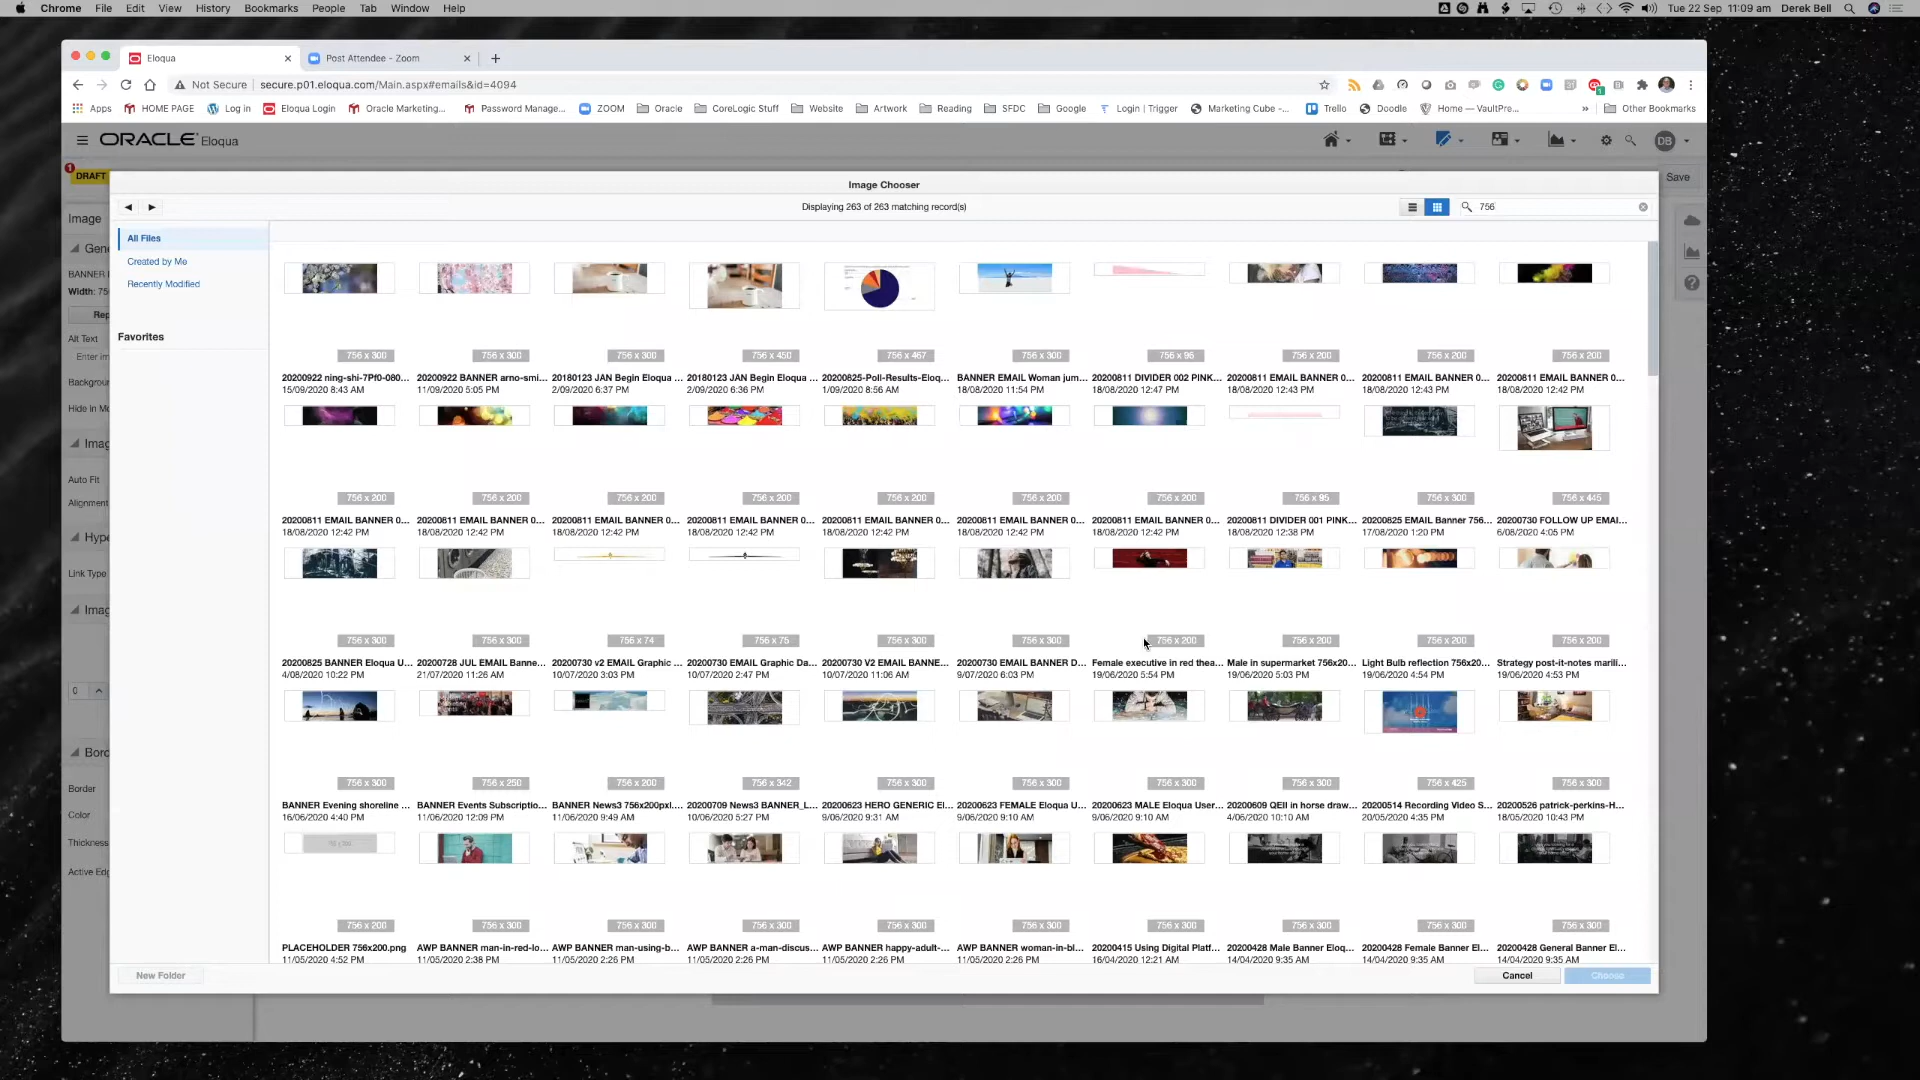 Chrome File Edit View History Bookmarks People Tab Window Help
Tue 22 Sep 11:09 am Derek Bell
Eloqua
Post Attendee - Zoom
Not Secure secure.p01.eloqua.com/Main.aspx#emails&id=4094
Apps HOME PAGE Log in Eloqua Login Oracle Marketing... Password Manage... ZOOM Oracle CoreLogic Stuff Website Artwork Reading SFDC Google Login | Trigger Marketing Cube -... Trello Doodle Home — VaultPre... » Other Bookmarks
ORACLE Eloqua
DB
1
DRAFT
Image Chooser
Save
Displaying 263 of 263 matching record(s)
756
Image
All Files
Gene
Created by Me
BANNER
Recently Modified
Width: 75
Rep
Alt Text
Favorites
Enter im
756 x 300 756 x 300 756 x 300 756 x 450 756 x 467 756 x 300 756 x 96 756 x 200 756 x 200 756 x 200
Backgrou
20200922 ning-shi-7Pf0-080... 20200922 BANNER arno-smi... 20180123 JAN Begin Eloqua ... 20180123 JAN Begin Eloqua ... 20200825-Poll-Results-Eloq... BANNER EMAIL Woman jum... 20200811 DIVIDER 002 PINK... 20200811 EMAIL BANNER 0... 20200811 EMAIL BANNER 0... 20200811 EMAIL BANNER 0...
15/09/2020 8:43 AM 11/09/2020 5:05 PM 2/09/2020 6:37 PM 2/09/2020 6:36 PM 1/09/2020 8:56 AM 18/08/2020 11:54 PM 18/08/2020 12:47 PM 18/08/2020 12:43 PM 18/08/2020 12:43 PM 18/08/2020 12:42 PM
Hide In Mo
Imag
Auto Fit
756 x 200 756 x 200 756 x 200 756 x 200 756 x 200 756 x 200 756 x 200 756 x 95 756 x 300 756 x 445
Alignment
20200811 EMAIL BANNER 0... 20200811 EMAIL BANNER 0... 20200811 EMAIL BANNER 0... 20200811 EMAIL BANNER 0... 20200811 EMAIL BANNER 0... 20200811 EMAIL BANNER 0... 20200811 EMAIL BANNER 0... 20200811 DIVIDER 001 PINK... 20200825 EMAIL Banner 756... 20200730 FOLLOW UP EMAI...
18/08/2020 12:42 PM 18/08/2020 12:42 PM 18/08/2020 12:42 PM 18/08/2020 12:42 PM 18/08/2020 12:42 PM 18/08/2020 12:42 PM 18/08/2020 12:42 PM 18/08/2020 12:38 PM 17/08/2020 1:20 PM 6/08/2020 4:05 PM
Hype
Link Type
Imag
756 x 300 756 x 300 756 x 74 756 x 75 756 x 300 756 x 300 756 x 200 756 x 200 756 x 200 756 x 200
20200825 BANNER Eloqua U... 20200728 JUL EMAIL Banne... 20200730 v2 EMAIL Graphic ... 20200730 EMAIL Graphic Da... 20200730 V2 EMAIL BANNE... 20200730 EMAIL BANNER D... Female executive in red thea... Male in supermarket 756x20... Light Bulb reflection 756x20... Strategy post-it-notes marili...
4/08/2020 10:22 PM 21/07/2020 11:26 AM 10/07/2020 3:03 PM 10/07/2020 2:47 PM 10/07/2020 11:06 AM 9/07/2020 6:03 PM 19/06/2020 5:54 PM 19/06/2020 5:03 PM 19/06/2020 4:54 PM 19/06/2020 4:53 PM
0
Bord
756 x 300 756 x 250 756 x 200 756 x 342 756 x 300 756 x 300 756 x 300 756 x 300 756 x 425 756 x 300
Border
BANNER Evening shoreline ... BANNER Events Subscriptio... BANNER News3 756x200pxl.... 20200709 News3 BANNER_L... 20200623 HERO GENERIC El... 20200623 FEMALE Eloqua U... 20200623 MALE Eloqua User... 20200609 QEII in horse draw... 20200514 Recording Video S... 20200526 patrick-perkins-H...
Color
16/06/2020 4:40 PM 11/06/2020 12:09 PM 11/06/2020 9:49 AM 10/06/2020 5:27 PM 9/06/2020 9:31 AM 9/06/2020 9:10 AM 9/06/2020 9:10 AM 4/06/2020 10:10 AM 20/05/2020 4:35 PM 18/05/2020 10:43 PM
Thickness
Active Edg
756 x 200 756 x 300 756 x 300 756 x 300 756 x 300 756 x 300 756 x 300 756 x 300 756 x 300 756 x 300
PLACEHOLDER 756x200.png AWP BANNER man-in-red-lo... AWP BANNER man-using-b... AWP BANNER a-man-discus... AWP BANNER happy-adult-... AWP BANNER woman-in-bl... 20200415 Using Digital Platf... 20200428 Male Banner Eloq... 20200428 Female Banner El... 20200428 General Banner El...
11/05/2020 4:52 PM 11/05/2020 2:38 PM 11/05/2020 2:26 PM 11/05/2020 2:26 PM 11/05/2020 2:26 PM 11/05/2020 2:26 PM 16/04/2020 12:21 AM 14/04/2020 9:35 AM 14/04/2020 9:35 AM 14/04/2020 9:35 AM
New Folder
Cancel Choose